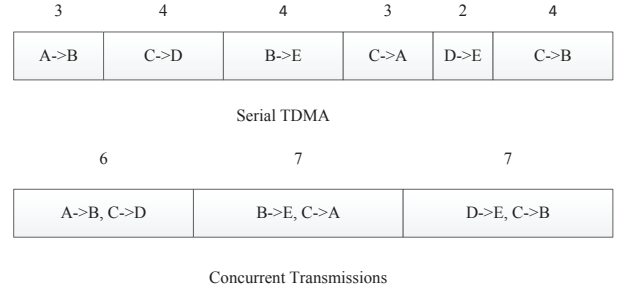 3 4 4 3 2 4
A->B C->D B->E C->A D->E C->B
Serial TDMA
6 7 7
A->B, C->D B->E, C->A D->E, C->B
Concurrent Transmissions